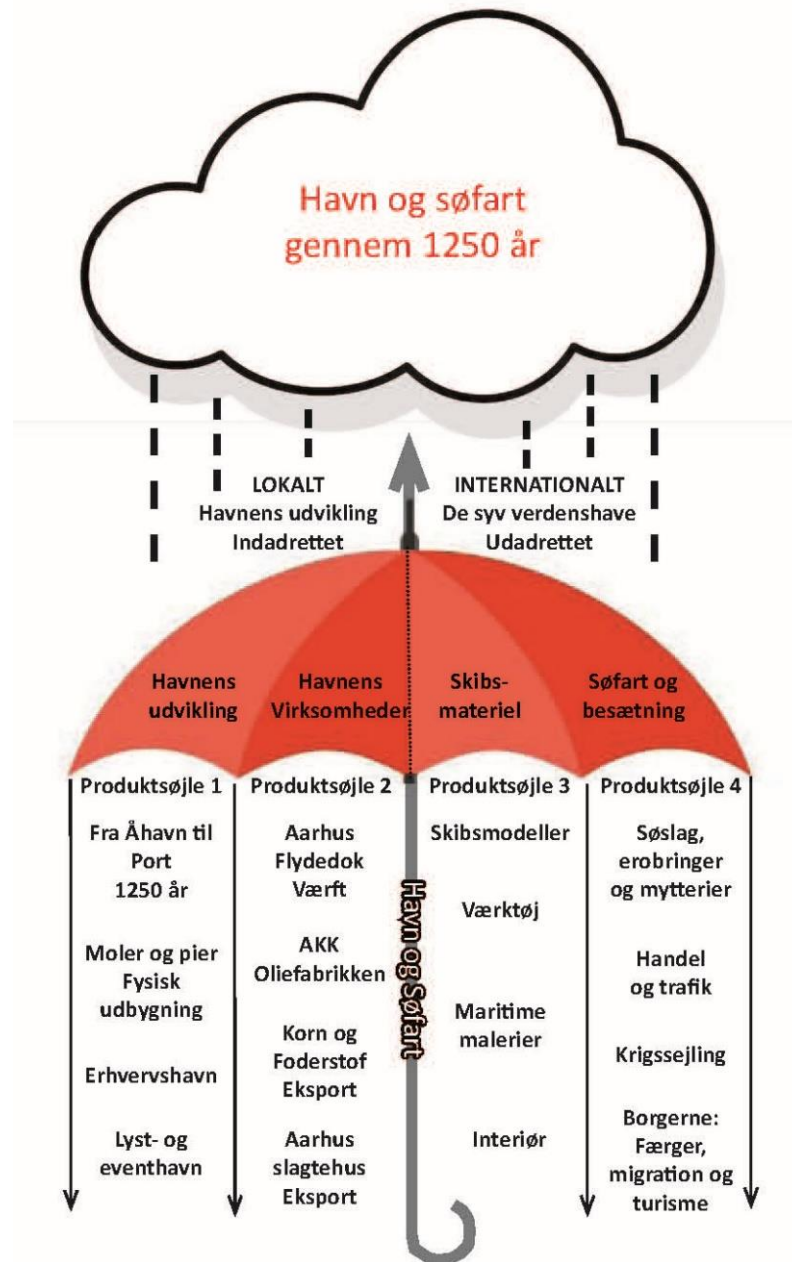 Havn og søfart
gennem 1250 år
LOKALT
Havnens udvikling
Indadrettet
INTERNATIONALT
De syv verdenshave
Udadrettet
Havnens
udvikling
Havnens
Virksomheder
Skibs-
materiel
Søfart og
besætning
Produktsøjle 1
Fra Åhavn til
Port
1250 år
Moler og pier
Fysisk
udbygning
Erhvervshavn
Lyst- og
eventhavn
Produktsøjle 2
Aarhus
Flydedok
Værft
AKK
Oliefabrikken
Korn og
Foderstof
Eksport
Aarhus
slagtehus
Eksport
Havn og Søfart
Produktsøjle 3
Skibsmodeller
Værktøj
Maritime
malerier
Interiør
Produktsøjle 4
Søslag,
erobringer
og mytterier
Handel
og trafik
Krigssejling
Borgerne:
Færger,
migration og
turisme